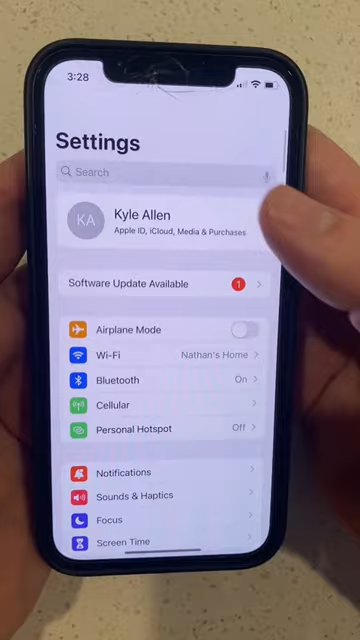 3:28
Settings
Search
KA
Kyle Allen
Apple ID, iCloud, Media & Purchases
Software Update Available 1
Airplane Mode
Wi-Fi Nathan's Home
Bluetooth On
Cellular
Personal Hotspot Off
Notifications
Sounds & Haptics
Focus
Screen Time